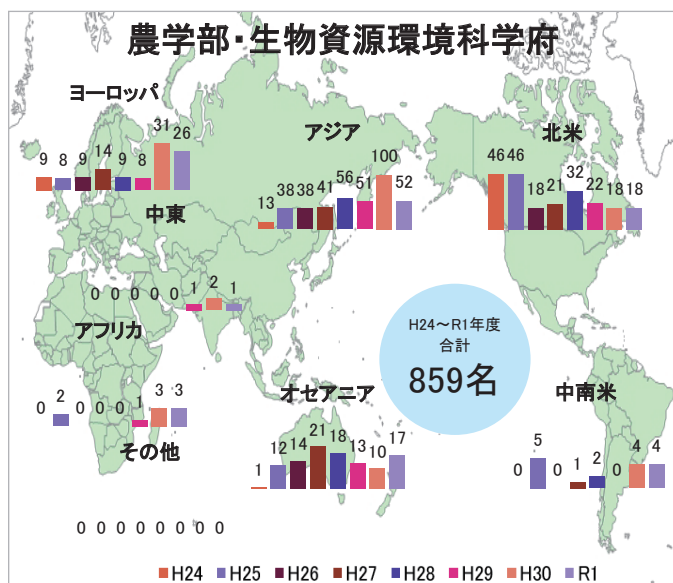 農学部・生物資源環境科学府
ヨーロッパ
9 8 9 14 9 8 31 26
アジア
13 38 38 41 56 51 100 52
北米
46 46 18 21 32 22 18 18
中東
0 0 0 0 0 1 2 1
アフリカ
0 2 0 0 0 1 3 3
H24～R1年度
合計
859名
オセアニア
1 12 14 21 18 13 10 17
中南米
0 5 0 1 2 0 4 4
その他
0 0 0 0 0 0 0 0
H24 H25 H26 H27 H28 H29 H30 R1